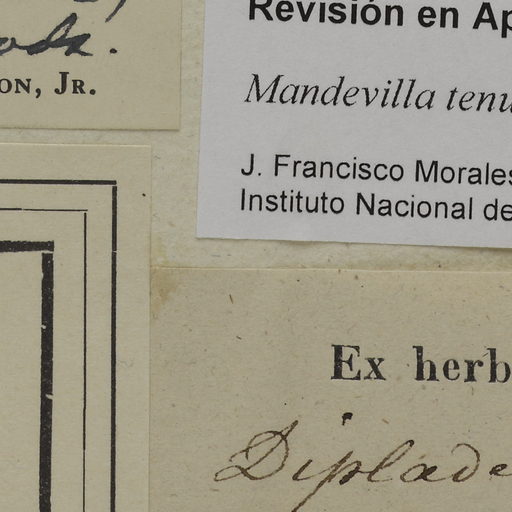 ON, JR.
Revisión en Ap
Mandevilla tenu
J. Francisco Morales
Instituto Nacional de
Ex herb
Diplade